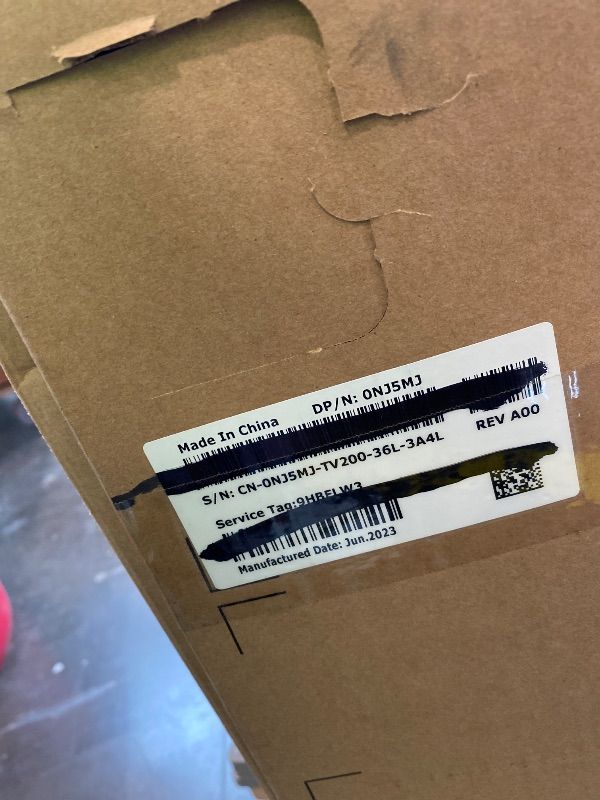 Made In China DP/N: 0NJ5MJ
S/N: CN-0NJ5MJ-TV200-36L-3A4L REV A00
Service Tag:9HBFLW3
Manufactured Date: Jun.2023